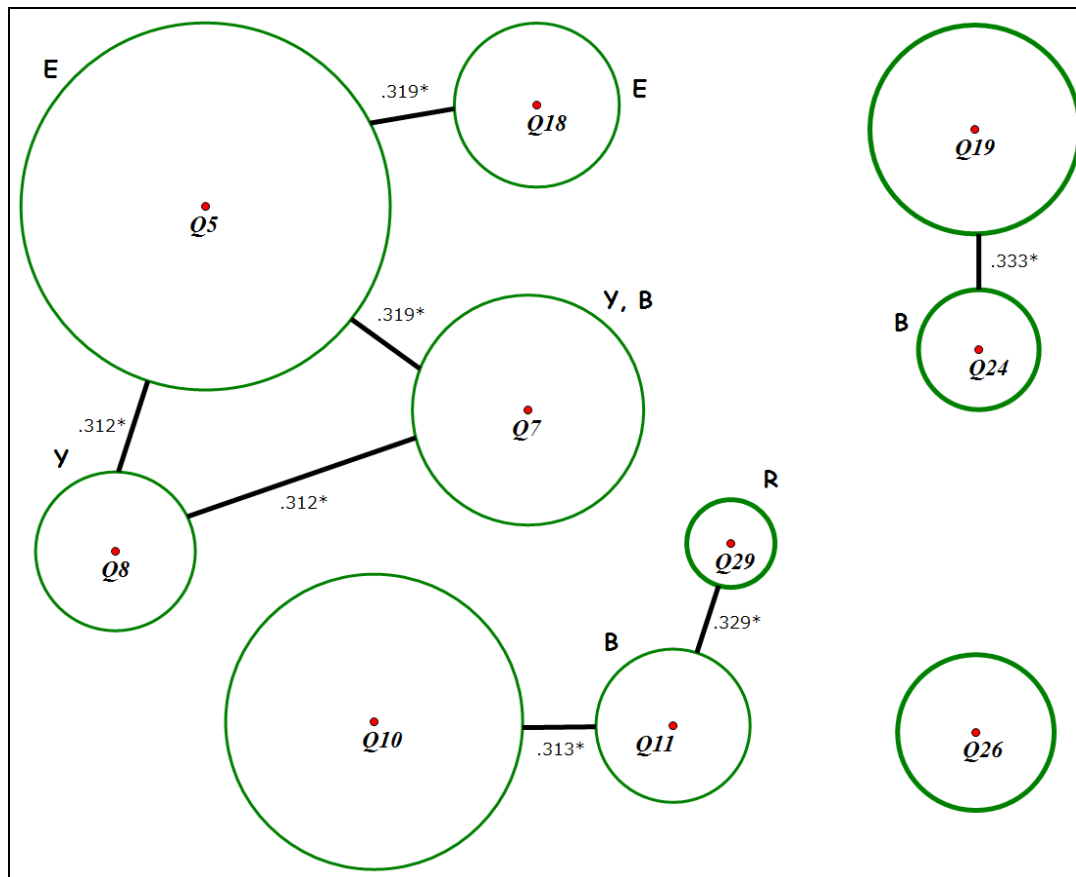 E
.319*
E
Q18
Q19
Q5
.333*
Y, B
.319*
B
Q24
.312*
Q7
Y
.312*
R
Q8
Q29
.329*
B
Q10
.313*
Q11
Q26